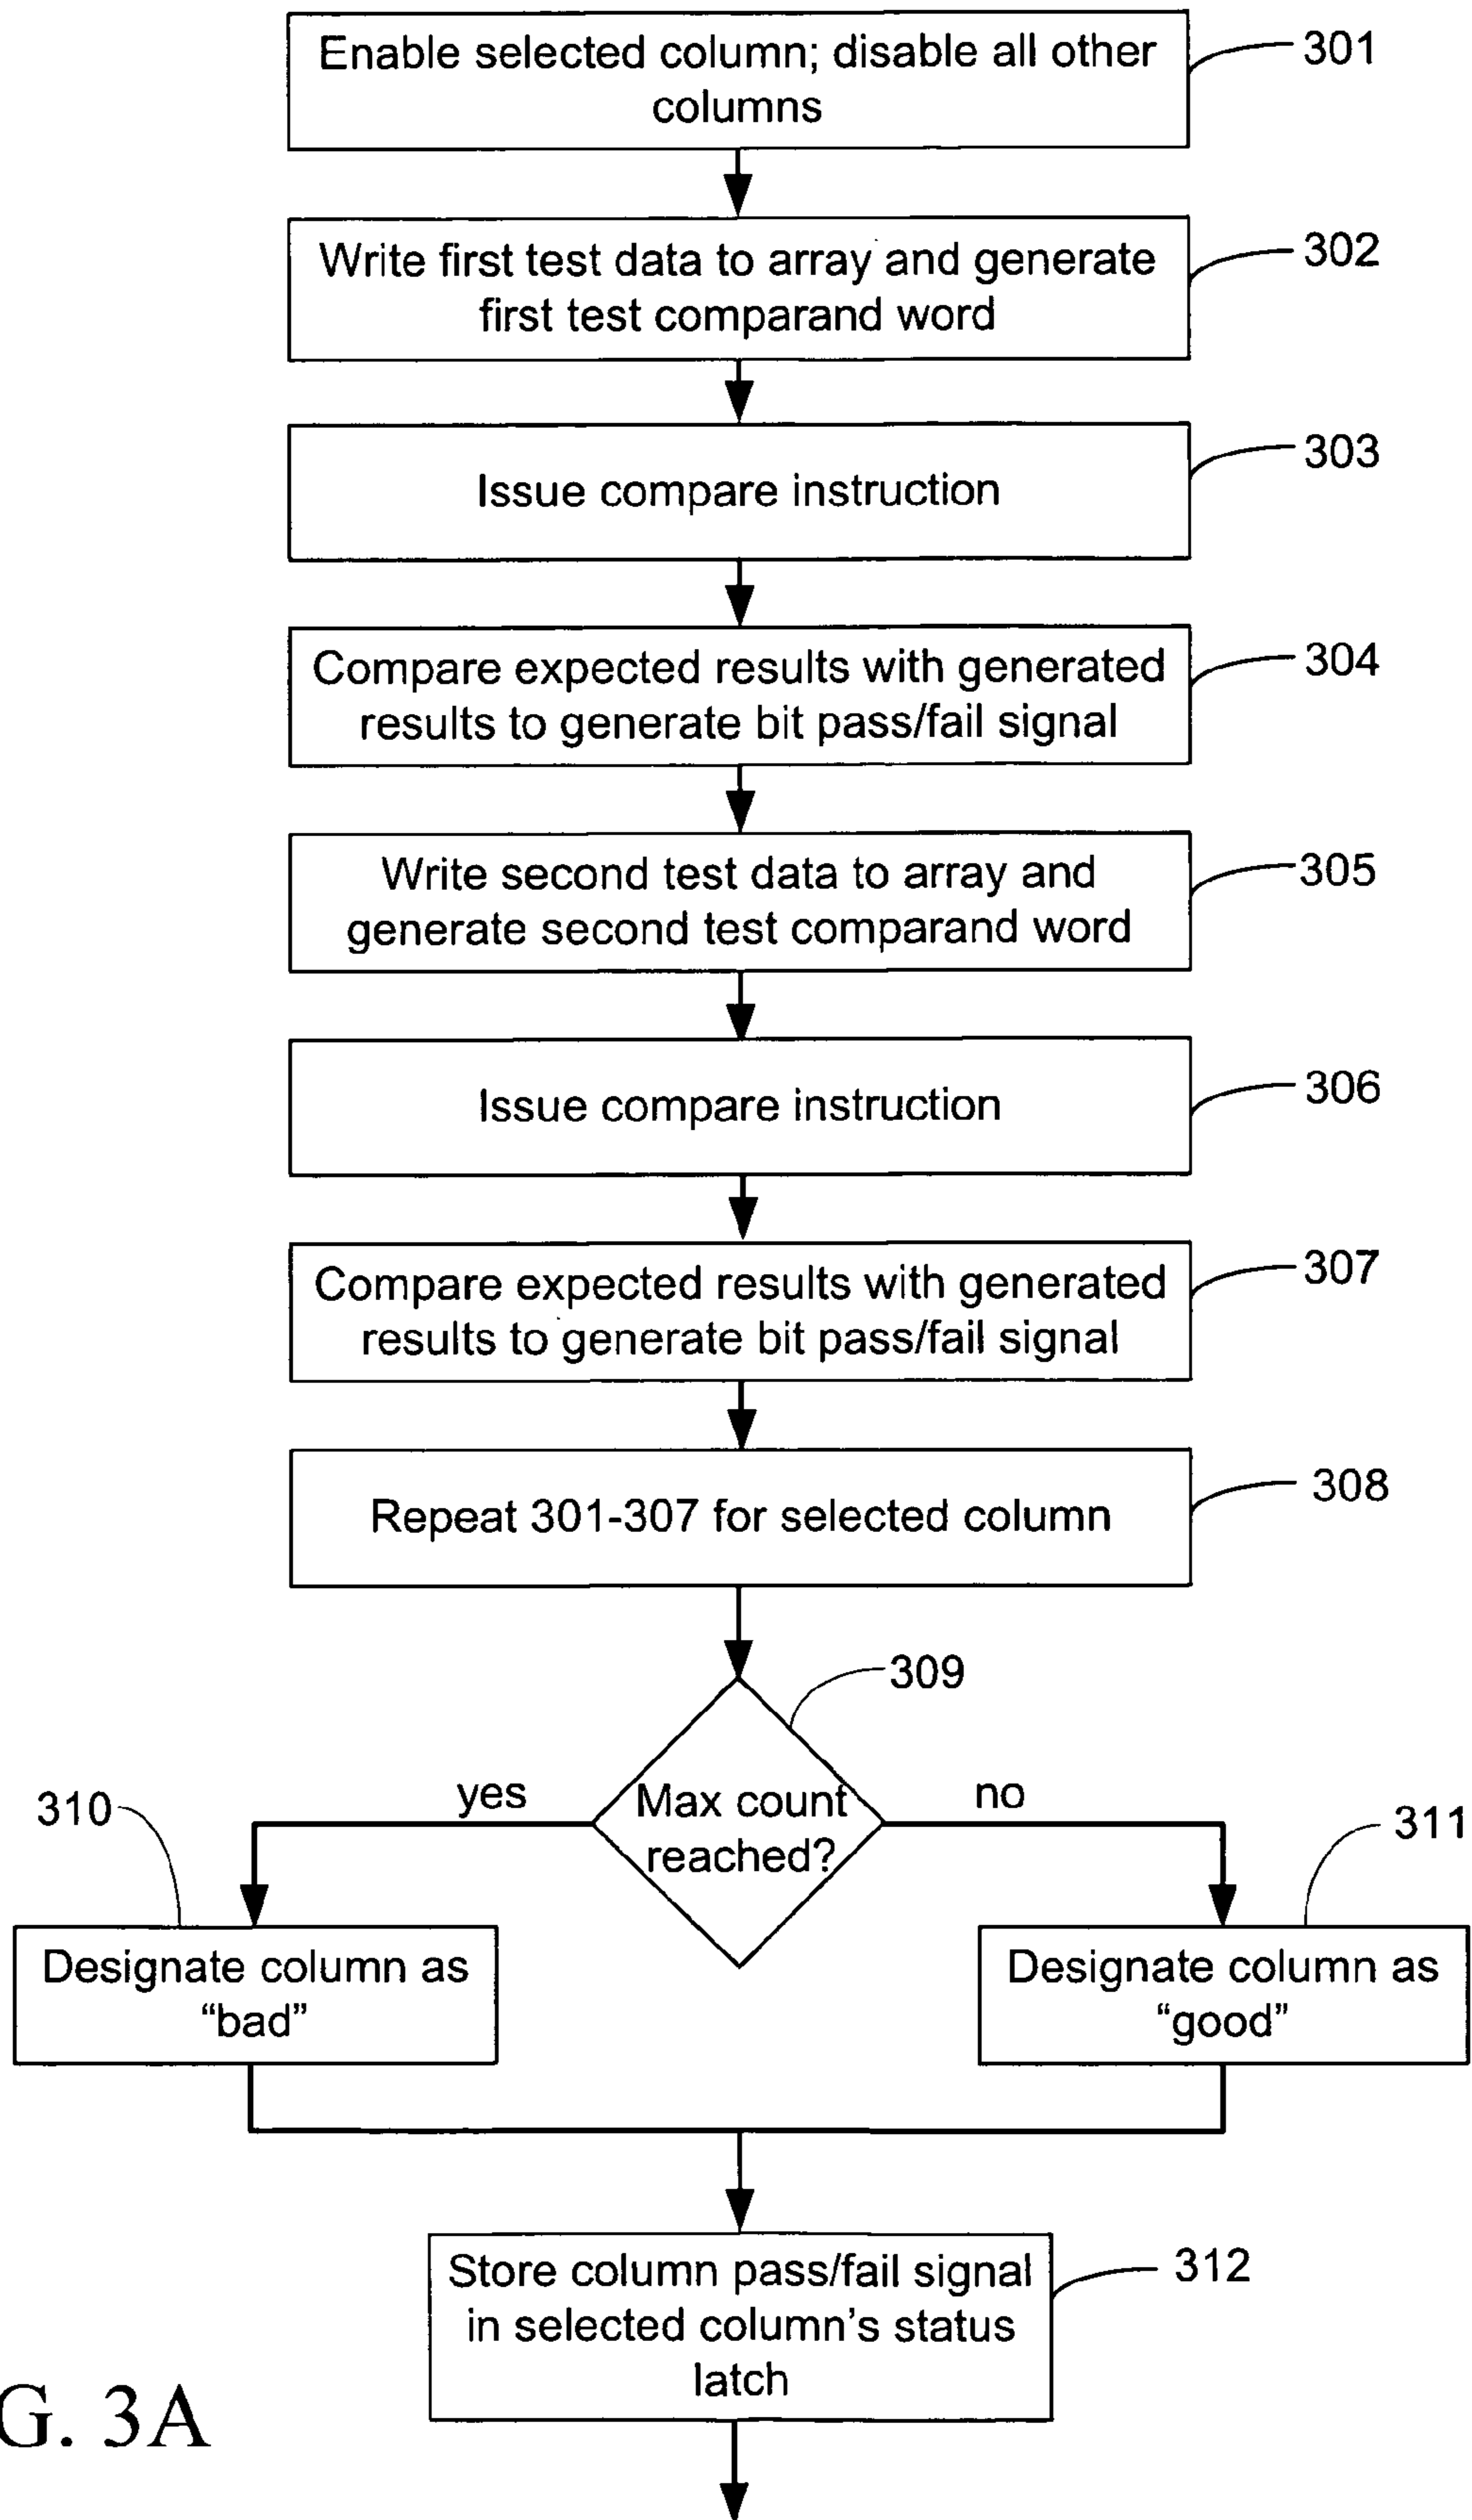 Enable selected column; disable all other
columns
301
Write first test data to array and generate
first test comparand word
302
Issue compare instruction
303
Compare expected results with generated
results to generate bit pass/fail signal
304
Write second test data to array and
generate second test comparand word
305
Issue compare instruction
306
Compare expected results with generated
results to generate bit pass/fail signal
307
Repeat 301-307 for selected column
308
309
Max count
reached?
yes
no
310
311
Designate column as
“bad”
Designate column as
“good”
Store column pass/fail signal
in selected column’s status
latch
312
G. 3A